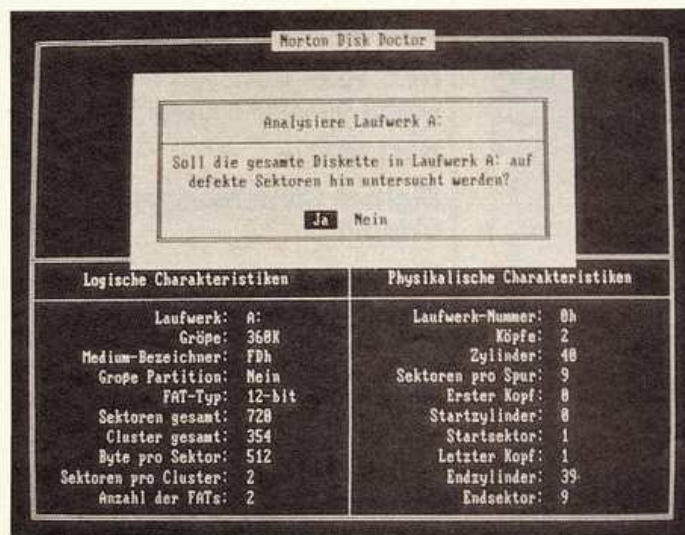 Norton Disk Doctor
Analysiere Laufwerk A:
Soll die gesamte Diskette in Laufwerk A: auf
defekte Sektoren hin untersucht werden?
Ja Nein
Logische Charakteristiken
Laufwerk: A:
Größe: 360K
Medium-Bezeichner: FDh
Große Partition: Nein
FAT-Typ: 12-bit
Sektoren gesamt: 720
Cluster gesamt: 354
Byte pro Sektor: 512
Sektoren pro Cluster: 2
Anzahl der FATs: 2
Physikalische Charakteristiken
Laufwerk-Nummer: 0h
Köpfe: 2
Zylinder: 40
Sektoren pro Spur: 9
Erster Kopf: 0
Startzylinder: 0
Startsektor: 1
Letzter Kopf: 1
Endzylinder: 39
Endsektor: 9